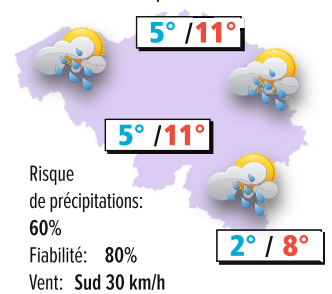 5° /11°
5° /11°
Risque
de précipitations:
60%
Fiabilité: 80%
2° / 8°
Vent: Sud 30 km/h